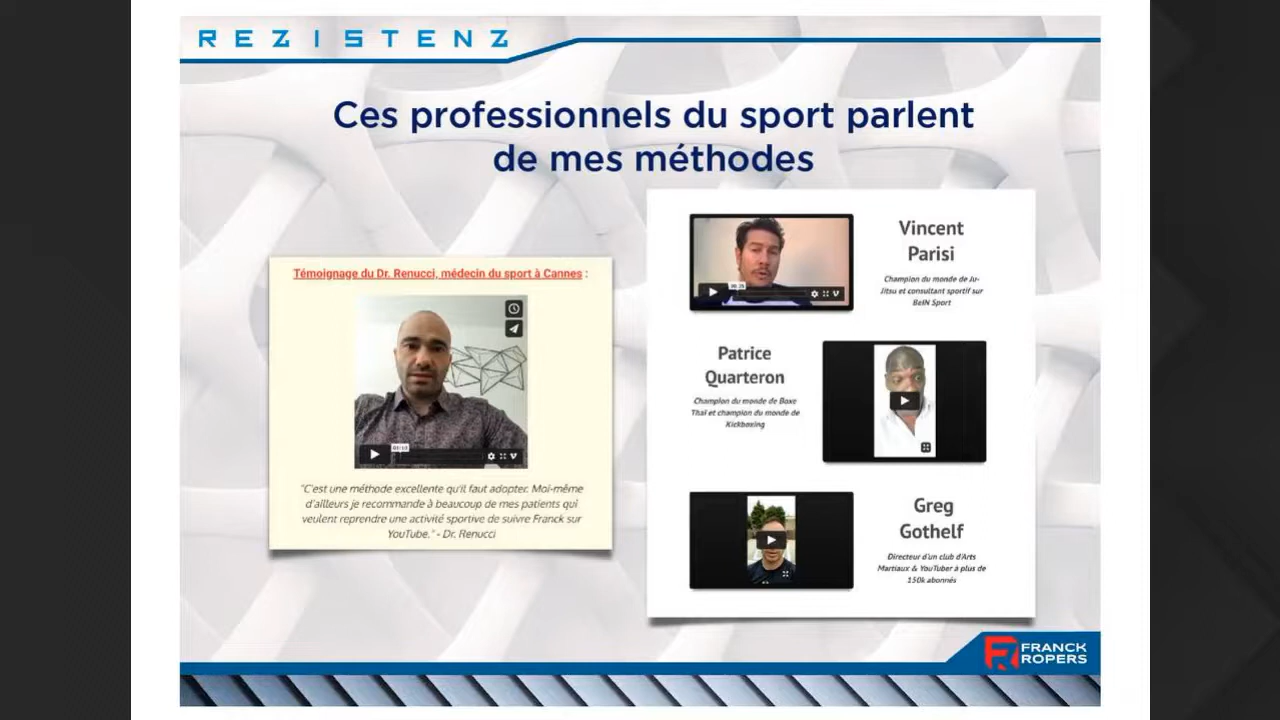 REZISTENZ
Ces professionnels du sport parlent
de mes méthodes
Témoignage du Dr. Renucci, médecin du sport à Cannes :
"C'est une méthode excellente qu'il faut adopter. Moi-même
d'ailleurs je recommande à beaucoup de mes patients qui
veulent reprendre une activité sportive de suivre Franck sur
YouTube." - Dr. Renucci
Vincent
Parisi
Champion du monde de Ju-
Jitsu et consultant sportif sur
BeIN Sport
Patrice
Quarteron
Champion du monde de Boxe
Thaï et champion du monde de
Kickboxing
Greg
Gothelf
Directeur d'un club d'Arts
Martiaux & YouTuber à plus de
150k abonnés
FRANCK
ROPERS